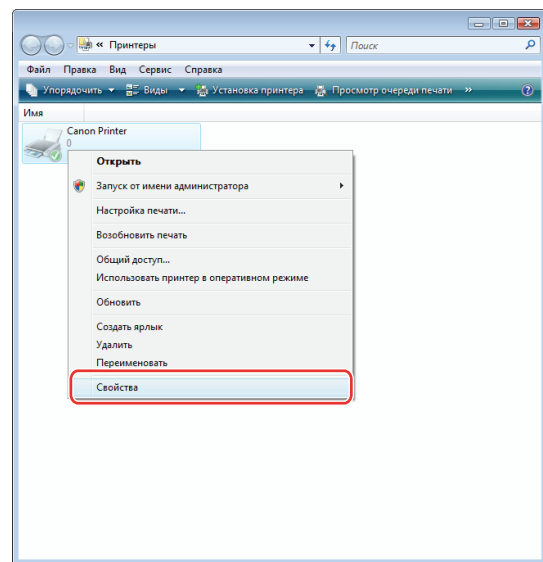 « Принтеры
Поиск
Файл Правка Вид Сервис Справка
Упорядочить Виды Установка принтера Просмотр очереди печати »
Имя
Canon Printer
0
Открыть
Запуск от имени администратора
Настройка печати...
Возобновить печать
Общий доступ...
Использовать принтер в оперативном режиме
Обновить
Создать ярлык
Удалить
Переименовать
Свойства